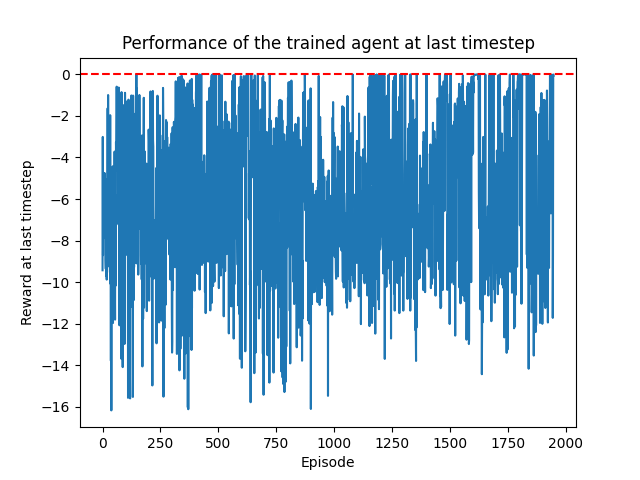 Performance of the trained agent at last timestep
Reward at last timestep
0
−2
−4
−6
−8
−10
−12
−14
−16
0 250 500 750 1000 1250 1500 1750 2000
Episode